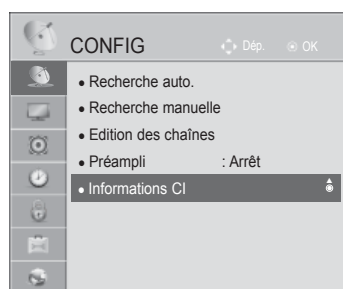 CONFIG Dép. OK
• Recherche auto.
• Recherche manuelle
• Edition des chaînes
• Préampli : Arrêt
• Informations CI